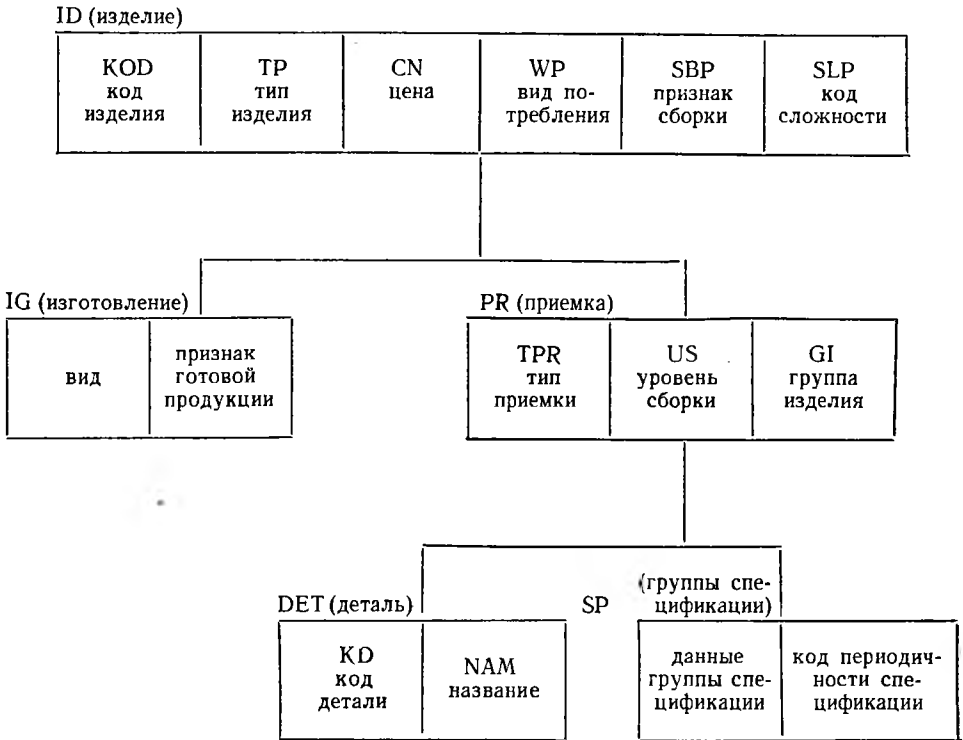 ID (изделие)
KOD
код
изделия
TP
тип
изделия
CN
цена
WP
вид по-
требления
SBP
признак
сборки
SLP
код
сложности
IG (изготовление)
вид
признак
готовой
продукции
PR (приемка)
TPR
тип
приемки
US
уровень
сборки
GI
группа
изделия
DET (деталь)
KD
код
детали
NAM
название
SP
(группы спе-
цификации)
данные
группы спе-
цификации
код периодич-
ности спе-
цификации